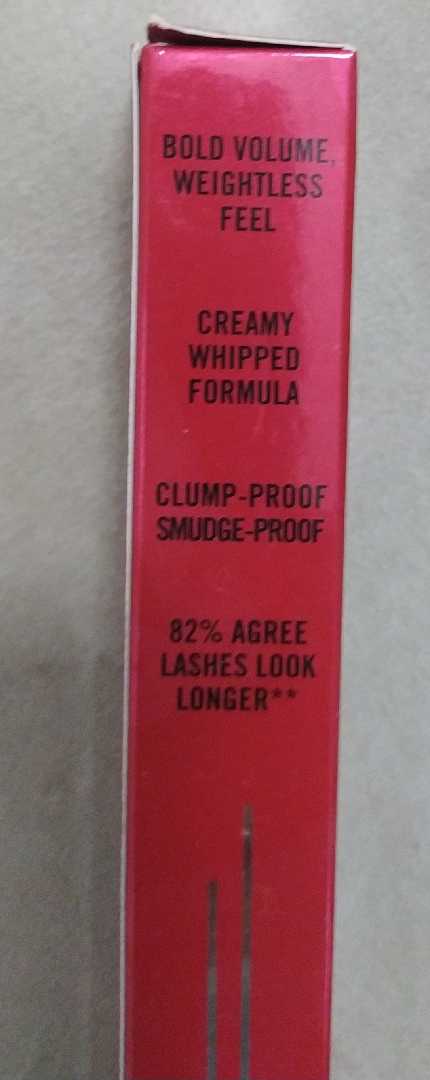 BOLD VOLUME,
WEIGHTLESS
FEEL
CREAMY
WHIPPED
FORMULA
CLUMP-PROOF
SMUDGE-PROOF
82% AGREE
LASHES LOOK
LONGER**